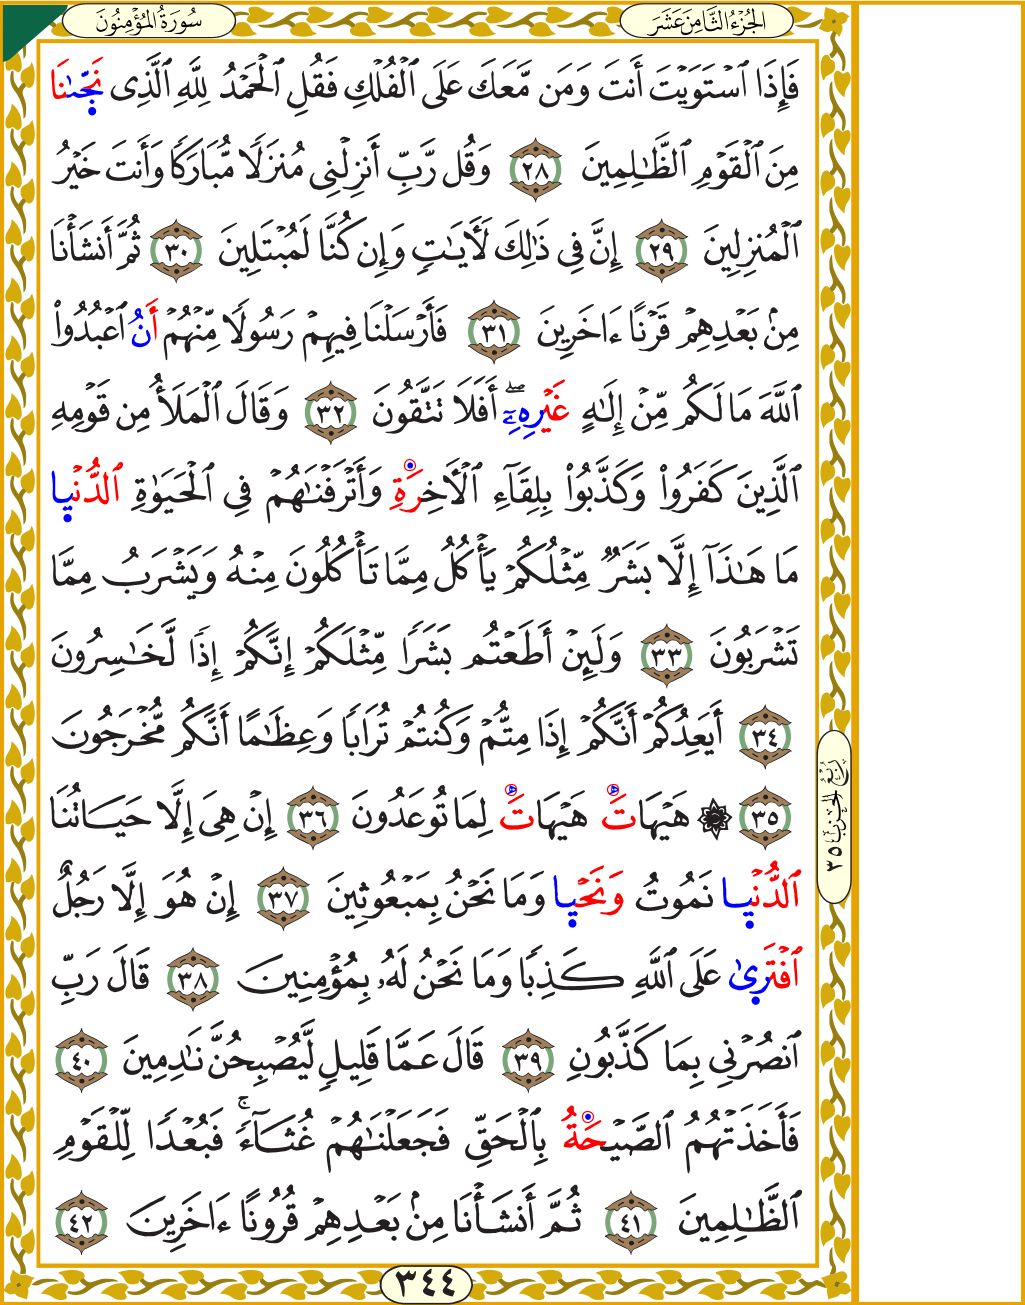 الجُزْءُ الثَّامِنَ عَشَرَ
سُورَةُ المُؤْمِنُونَ
فَإِذَا ٱسْتَوَيْتَ أَنتَ وَمَن مَّعَكَ عَلَى ٱلْفُلْكِ فَقُلِ ٱلْحَمْدُ لِلَّهِ ٱلَّذِى نَجَّىٰنَا
مِنَ ٱلْقَوْمِ ٱلظَّـٰلِمِينَ ٢٨ وَقُل رَّبِّ أَنزِلْنِى مُنزَلًا مُّبَارَكًا وَأَنتَ خَيْرُ
ٱلْمُنزِلِينَ ٢٩ إِنَّ فِى ذَٰلِكَ لَـَٔايَـٰتٍ وَإِن كُنَّا لَمُبْتَلِينَ ٣٠ ثُمَّ أَنشَأْنَا
مِنۢ بَعْدِهِمْ قَرْنًا ءَاخَرِينَ ٣١ فَأَرْسَلْنَا فِيهِمْ رَسُولًا مِّنْهُمْ أَنُ ٱعْبُدُوا۟
ٱللَّهَ مَا لَكُم مِّنْ إِلَـٰهٍ غَيْرِهِۦٓ ۖ أَفَلَا تَتَّقُونَ ٣٢ وَقَالَ ٱلْمَلَأُ مِن قَوْمِهِ
ٱلَّذِينَ كَفَرُوا۟ وَكَذَّبُوا۟ بِلِقَآءِ ٱلْأَخِرَةِ وَأَتْرَفْنَـٰهُمْ فِى ٱلْحَيَوٰةِ ٱلدُّنْيَا
مَا هَـٰذَآ إِلَّا بَشَرٌ مِّثْلُكُمْ يَأْكُلُ مِمَّا تَأْكُلُونَ مِنْهُ وَيَشْرَبُ مِمَّا
تَشْرَبُونَ ٣٣ وَلَئِنْ أَطَعْتُم بَشَرًا مِّثْلَكُمْ إِنَّكُمْ إِذًا لَّخَـٰسِرُونَ
٣٤ أَيَعِدُكُمْ أَنَّكُمْ إِذَا مِتُّمْ وَكُنتُمْ تُرَابًا وَعِظَـٰمًا أَنَّكُم مُّخْرَجُونَ
٣٥ ۞ هَيْهَاتَ هَيْهَاتَ لِمَا تُوعَدُونَ ٣٦ إِنْ هِىَ إِلَّا حَيَاتُنَا
ٱلدُّنْيَا نَمُوتُ وَنَحْيَا وَمَا نَحْنُ بِمَبْعُوثِينَ ٣٧ إِنْ هُوَ إِلَّا رَجُلٌ
ٱفْتَرَىٰ عَلَى ٱللَّهِ كَذِبًا وَمَا نَحْنُ لَهُۥ بِمُؤْمِنِينَ ٣٨ قَالَ رَبِّ
ٱنصُرْنِى بِمَا كَذَّبُونِ ٣٩ قَالَ عَمَّا قَلِيلٍ لَّيُصْبِحُنَّ نَـٰدِمِينَ ٤٠
فَأَخَذَتْهُمُ ٱلصَّيْحَةُ بِٱلْحَقِّ فَجَعَلْنَـٰهُمْ غُثَآءً ۚ فَبُعْدًا لِّلْقَوْمِ
ٱلظَّـٰلِمِينَ ٤١ ثُمَّ أَنشَأْنَا مِنۢ بَعْدِهِمْ قُرُونًا ءَاخَرِينَ ٤٢
رُبْعُ الحِزْبِ ٣٥
٣٤٤